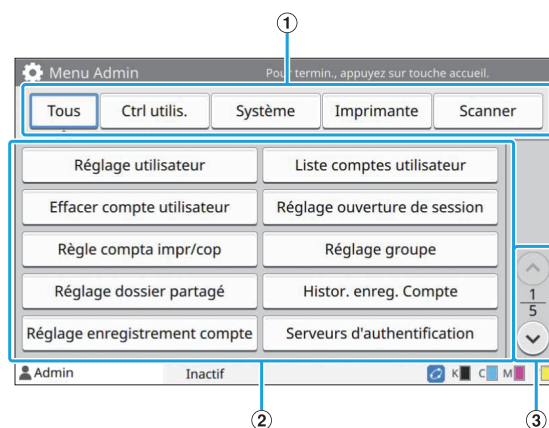 ①
Menu Admin Pour termin., appuyez sur touche accueil.
Tous Ctrl utilis. Système Imprimante Scanner
Réglage utilisateur Liste comptes utilisateur
Effacer compte utilisateur Réglage ouverture de session
Règle compta impr/cop Réglage groupe
Réglage dossier partagé Histor. enreg. Compte
1
5
Réglage enregistrement compte Serveurs d'authentification
Admin Inactif K C M
② ③